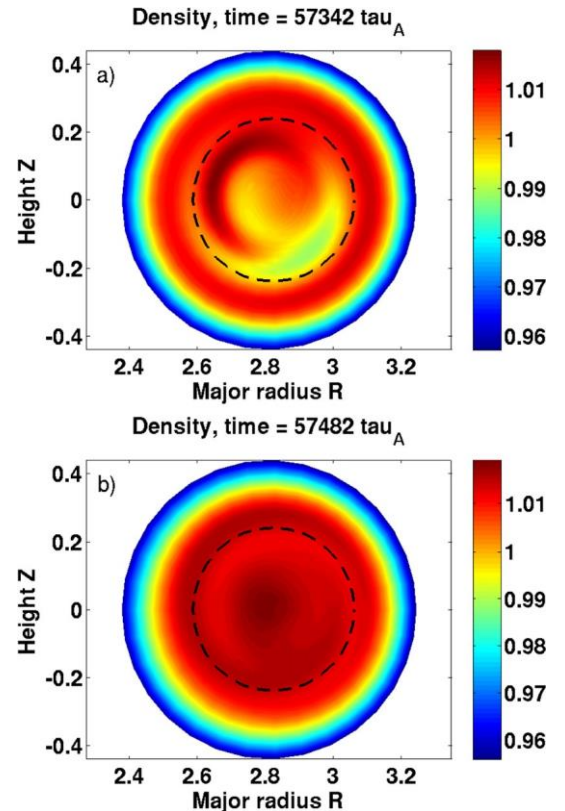 Density, time = 57342 tau_A
a)
0.4
0.2
0
-0.2
-0.4
Height Z
2.4 2.6 2.8 3 3.2
Major radius R
1.01
1
0.99
0.98
0.97
0.96
Density, time = 57482 tau_A
b)
0.4
0.2
0
-0.2
-0.4
Height Z
2.4 2.6 2.8 3 3.2
Major radius R
1.01
1
0.99
0.98
0.97
0.96